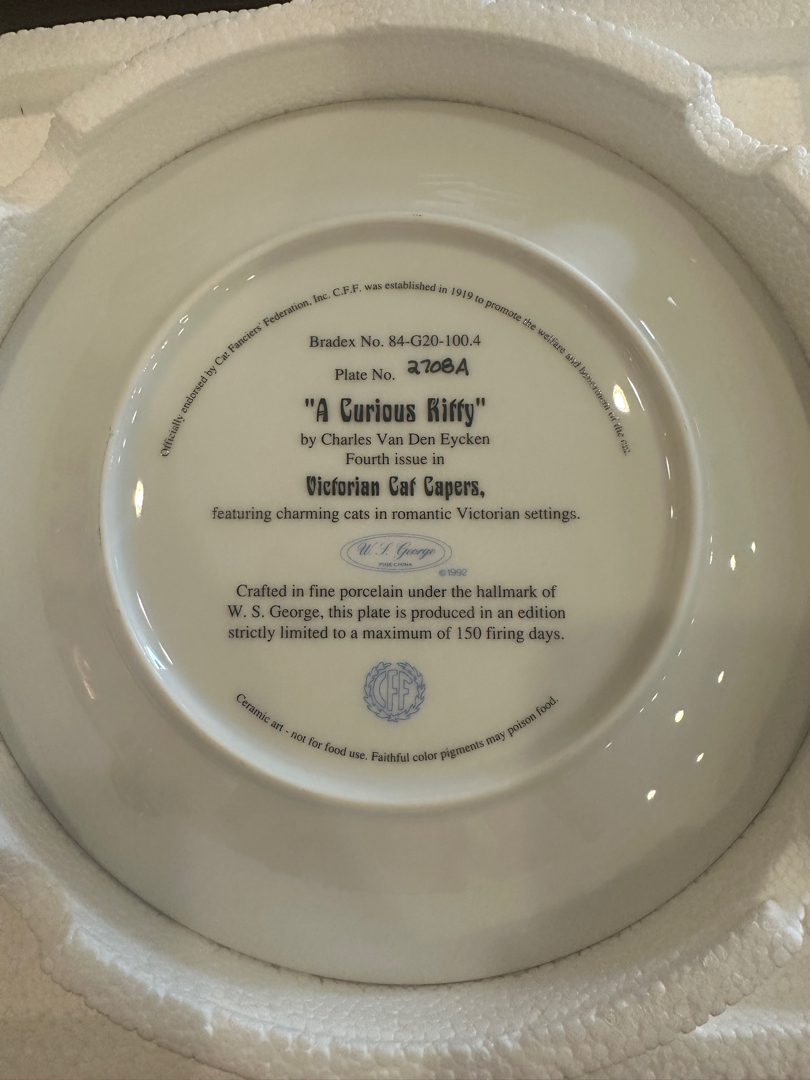 Officially endorsed by Cat Fanciers' Federation, Inc. C.F.F. was established in 1919 to promote the welfare and betterment of the cat.
Bradex No. 84-G20-100.4
Plate No. 2708A
"A Curious Kitty"
by Charles Van Den Eycken
Fourth issue in
Victorian Cat Capers,
featuring charming cats in romantic Victorian settings.
W. S. George
FINE CHINA
©1992
Crafted in fine porcelain under the hallmark of
W. S. George, this plate is produced in an edition
strictly limited to a maximum of 150 firing days.
CFF
Ceramic art - not for food use. Faithful color pigments may poison food.